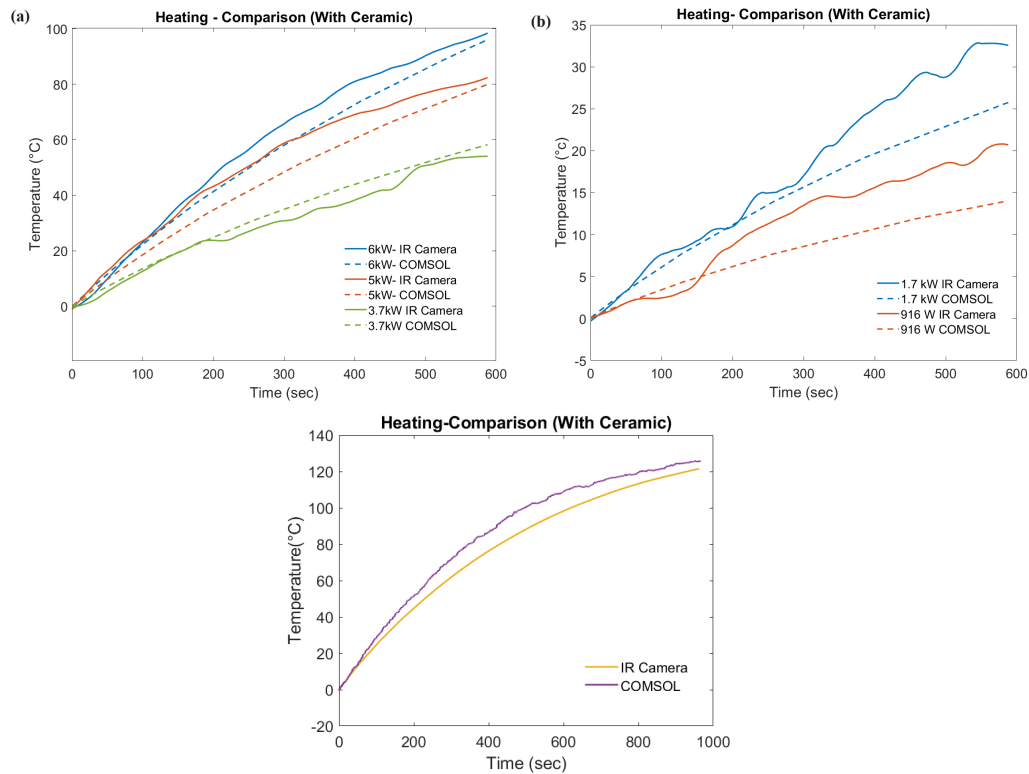 (a)
Heating - Comparison (With Ceramic)
100
80
60
40
20
0
0
100
200
300
400
500
600
Temperature (°C)
Time (sec)
6kW- IR Camera
6kW- COMSOL
5kW- IR Camera
5kW- COMSOL
3.7kW IR Camera
3.7kW COMSOL
(b)
Heating- Comparison (With Ceramic)
35
30
25
20
15
10
5
0
-5
0
100
200
300
400
500
600
Temperature (°c)
Time (sec)
1.7 kW IR Camera
1.7 kW COMSOL
916 W IR Camera
916 W COMSOL
Heating-Comparison (With Ceramic)
140
120
100
80
60
40
20
0
-20
0
200
400
600
800
1000
Temperature(°C)
Time (sec)
IR Camera
COMSOL